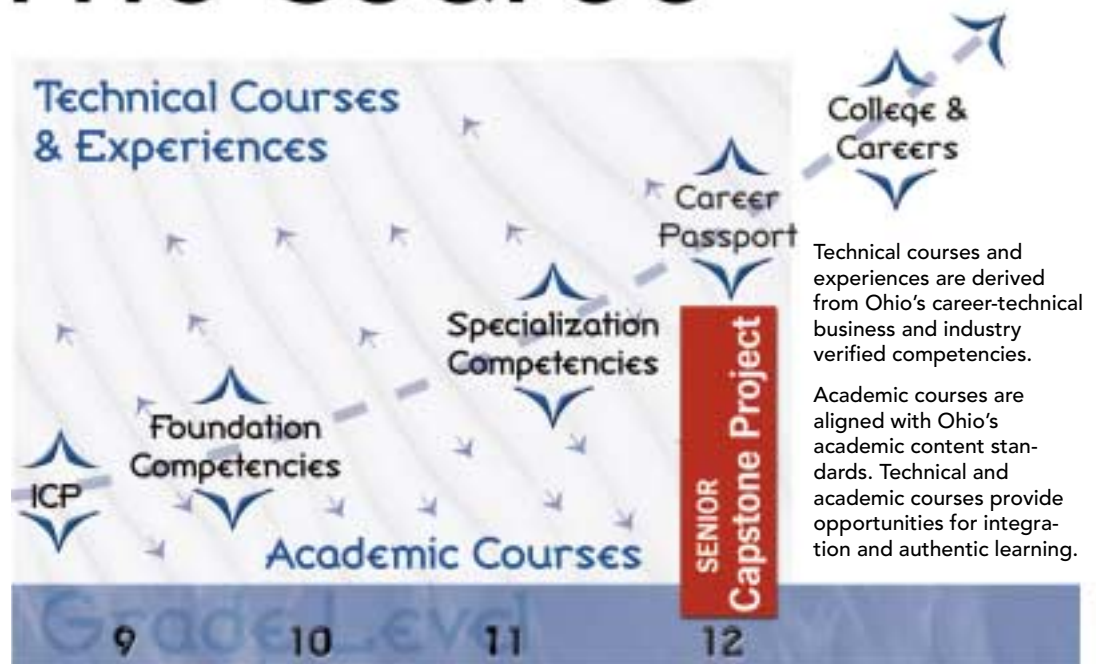 Technical Courses
& Experiences
College &
Careers
Career
Passport
Specialization
Competencies
Foundation
Competencies
ICP
Academic Courses
SENIOR
Capstone Project
Grade Level
9 10 11 12
Technical courses and
experiences are derived
from Ohio's career-technical
business and industry
verified competencies.
Academic courses are
aligned with Ohio's
academic content stan-
dards. Technical and
academic courses provide
opportunities for integra-
tion and authentic learning.